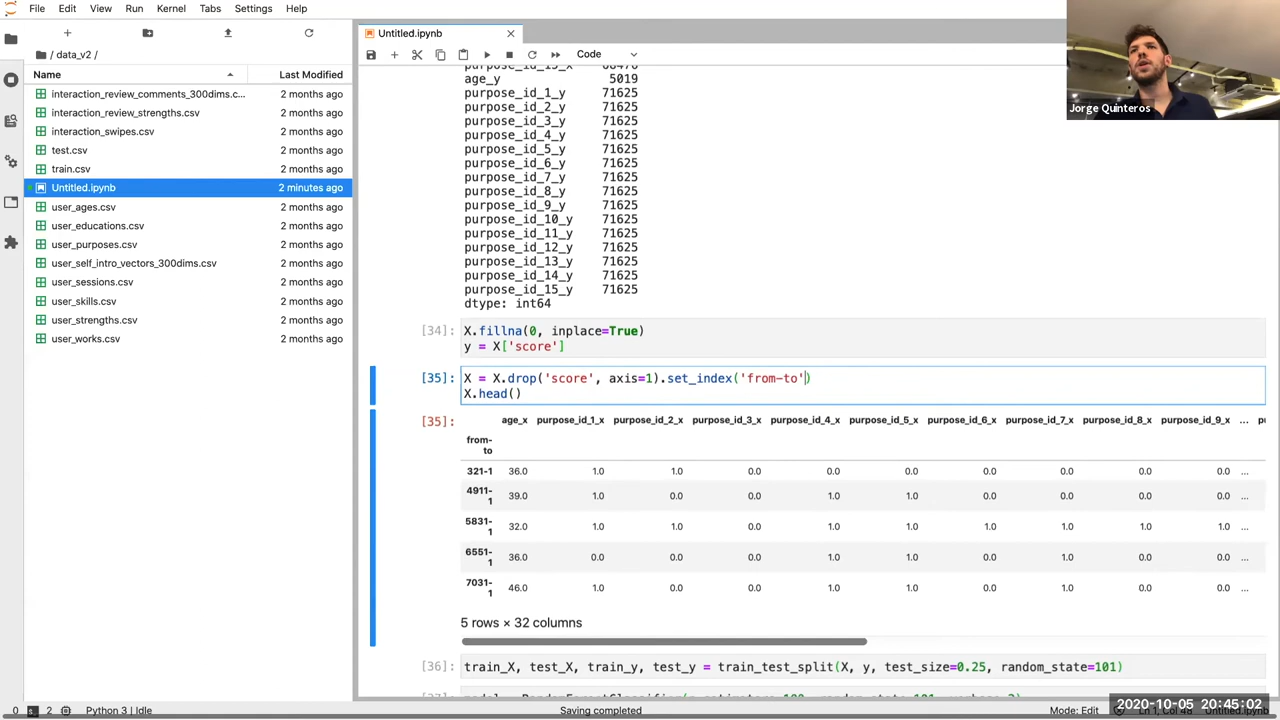 File Edit View Run Kernel Tabs Settings Help
/ data_v2 /
Name Last Modified
interaction_review_comments_300dims.c... 2 months ago
interaction_review_strengths.csv 2 months ago
interaction_swipes.csv 2 months ago
test.csv 2 months ago
train.csv 2 months ago
Untitled.ipynb 2 minutes ago
user_ages.csv 2 months ago
user_educations.csv 2 months ago
user_purposes.csv 2 months ago
user_self_intro_vectors_300dims.csv 2 months ago
user_sessions.csv 2 months ago
user_skills.csv 2 months ago
user_strengths.csv 2 months ago
user_works.csv 2 months ago
Untitled.ipynb
Code
Jorge Quinteros
age_y 5019
purpose_id_1_y 71625
purpose_id_2_y 71625
purpose_id_3_y 71625
purpose_id_4_y 71625
purpose_id_5_y 71625
purpose_id_6_y 71625
purpose_id_7_y 71625
purpose_id_8_y 71625
purpose_id_9_y 71625
purpose_id_10_y 71625
purpose_id_11_y 71625
purpose_id_12_y 71625
purpose_id_13_y 71625
purpose_id_14_y 71625
purpose_id_15_y 71625
dtype: int64
[34]: X.fillna(0, inplace=True)
y = X['score']
[35]: X = X.drop('score', axis=1).set_index('from-to')
X.head()
[35]: age_x purpose_id_1_x purpose_id_2_x purpose_id_3_x purpose_id_4_x purpose_id_5_x purpose_id_6_x purpose_id_7_x purpose_id_8_x purpose_id_9_x ...
from-
to
321-1 36.0 1.0 1.0 0.0 0.0 0.0 0.0 0.0 0.0 0.0 ...
4911-
1 39.0 1.0 0.0 0.0 1.0 1.0 0.0 0.0 0.0 0.0 ...
5831-
1 32.0 1.0 1.0 0.0 1.0 1.0 1.0 1.0 1.0 1.0 ...
6551-
1 36.0 0.0 0.0 0.0 1.0 0.0 0.0 1.0 0.0 0.0 ...
7031-
1 46.0 1.0 0.0 0.0 1.0 0.0 0.0 1.0 0.0 0.0 ...
5 rows × 32 columns
[36]: train_X, test_X, train_y, test_y = train_test_split(X, y, test_size=0.25, random_state=101)
0 2 Python 3 | Idle Saving completed Mode: Edit
2020-10-05 20:45:02